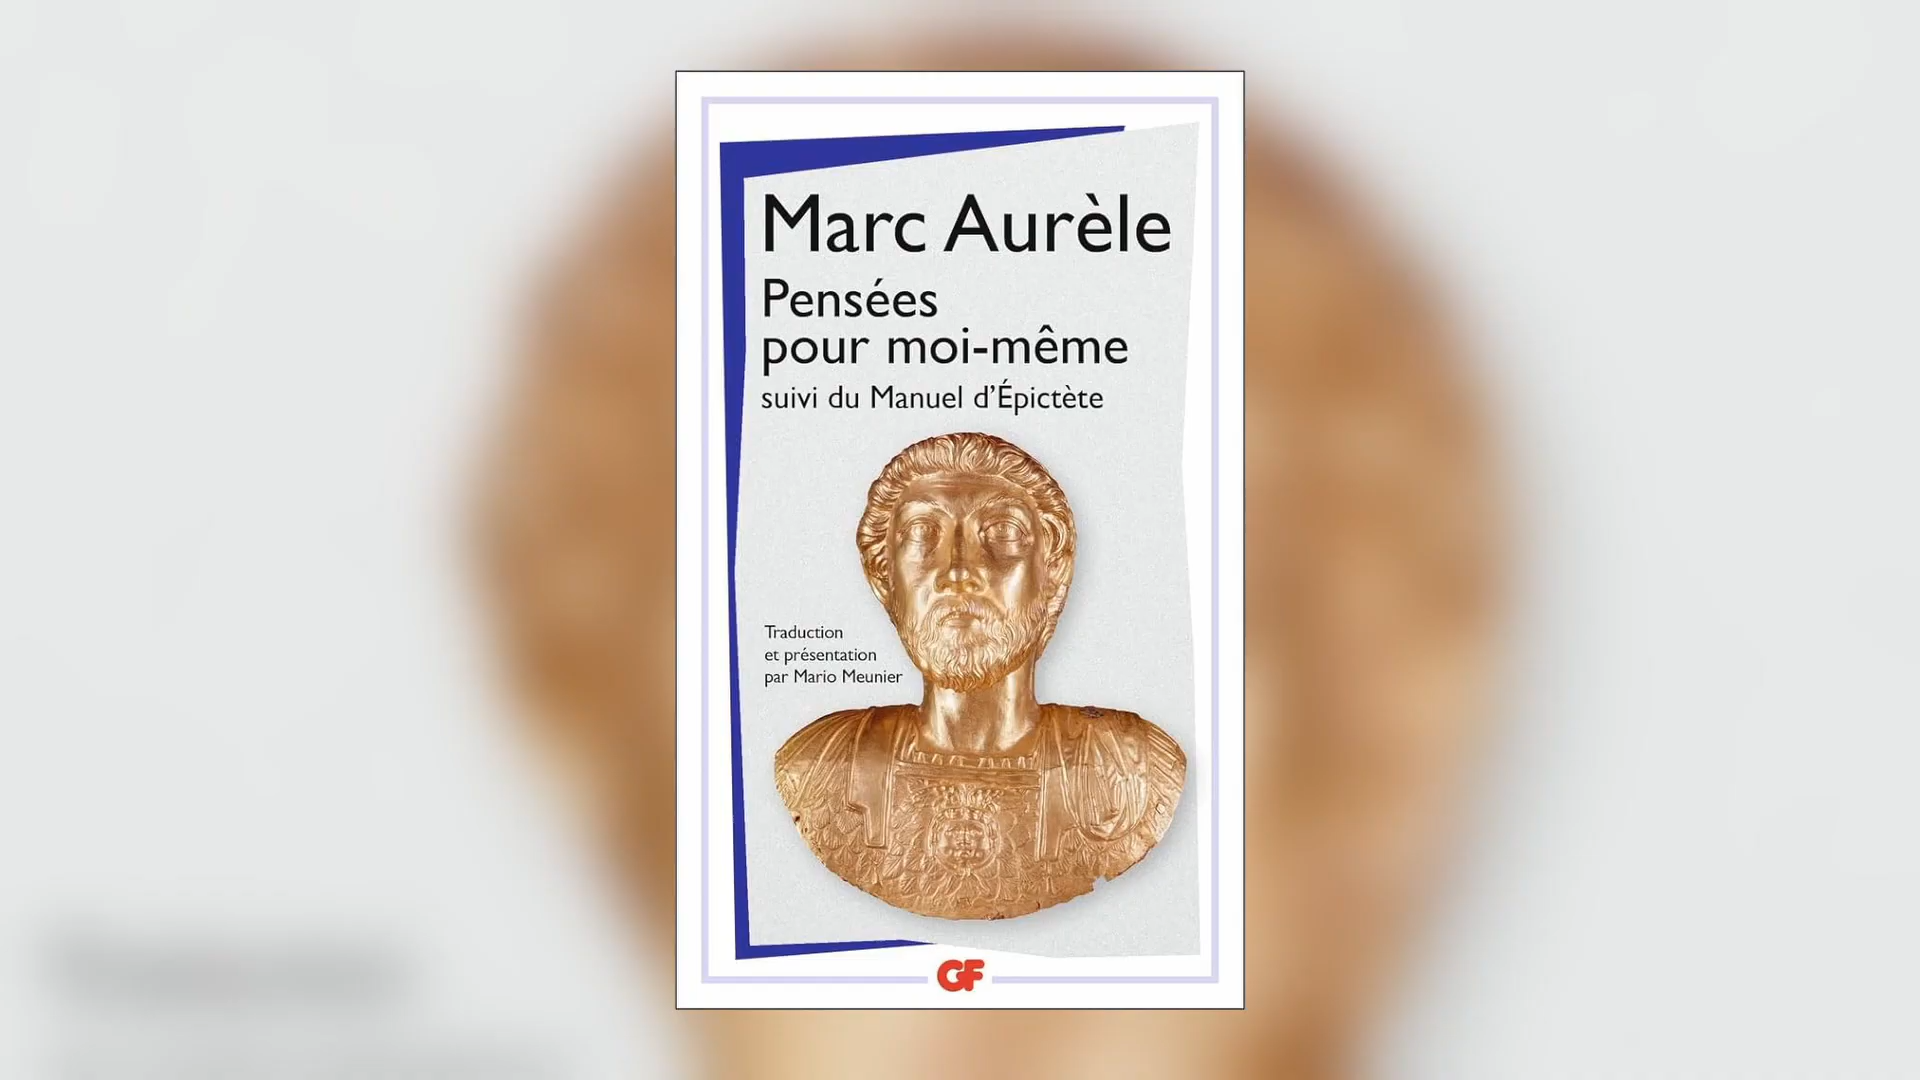 Marc Aurèle
Pensées
pour moi-même
suivi du Manuel d'Épictète
Traduction
et présentation
par Mario Meunier
GF